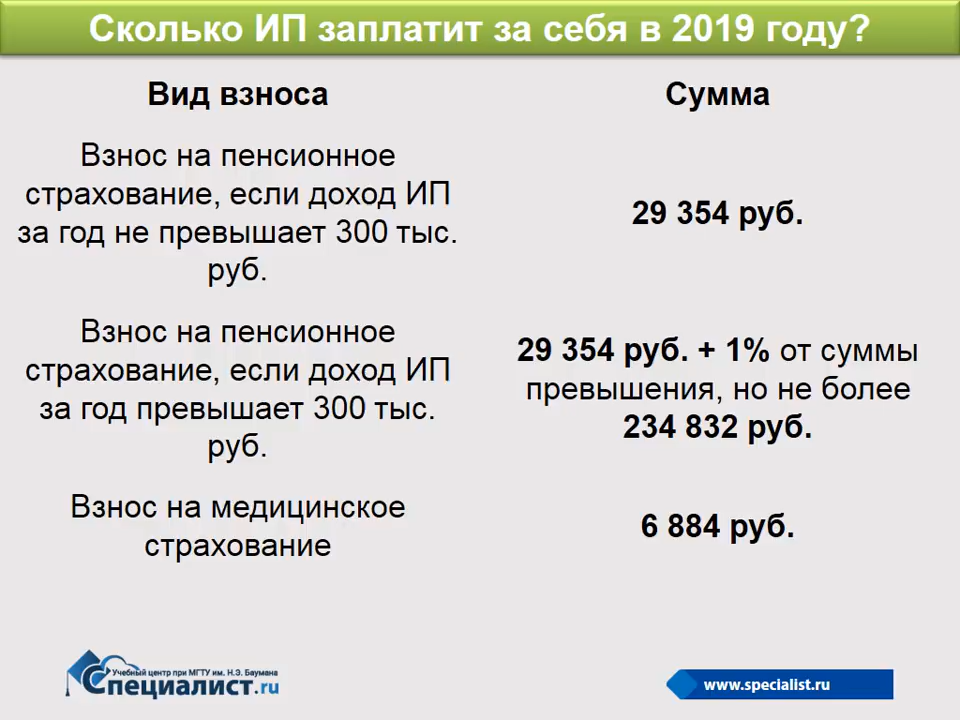 Сколько ИП заплатит за себя в 2019 году?
Вид взноса
Сумма
Взнос на пенсионное
страхование, если доход ИП
за год не превышает 300 тыс.
руб.
29 354 руб.
Взнос на пенсионное
страхование, если доход ИП
за год превышает 300 тыс.
руб.
29 354 руб. + 1% от суммы
превышения, но не более
234 832 руб.
Взнос на медицинское
страхование
6 884 руб.
Учебный центр при МГТУ им. Н.Э. Баумана
Специалист.ru
www.specialist.ru